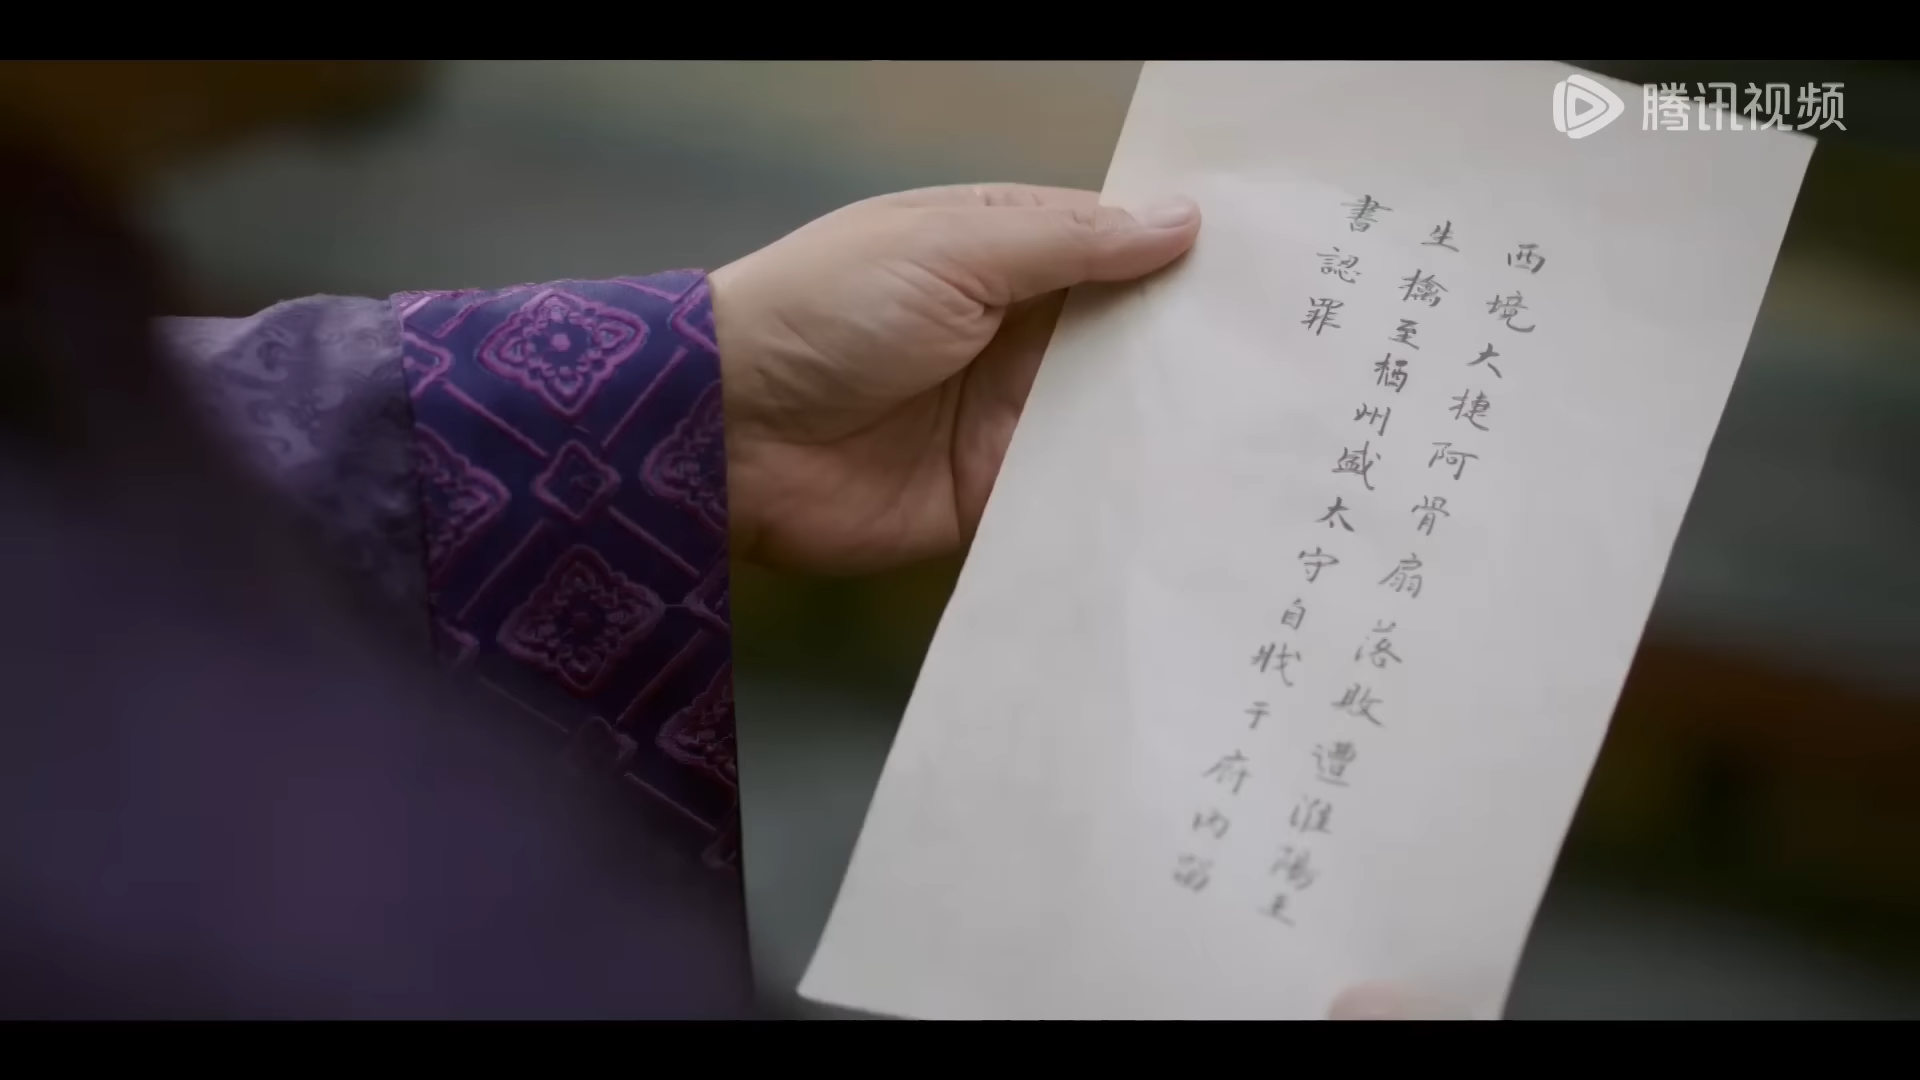 腾讯视频
西境大捷阿骨扇落敗遭淮陽王
生擒至栖州盛太守自戕于府内留
書認罪